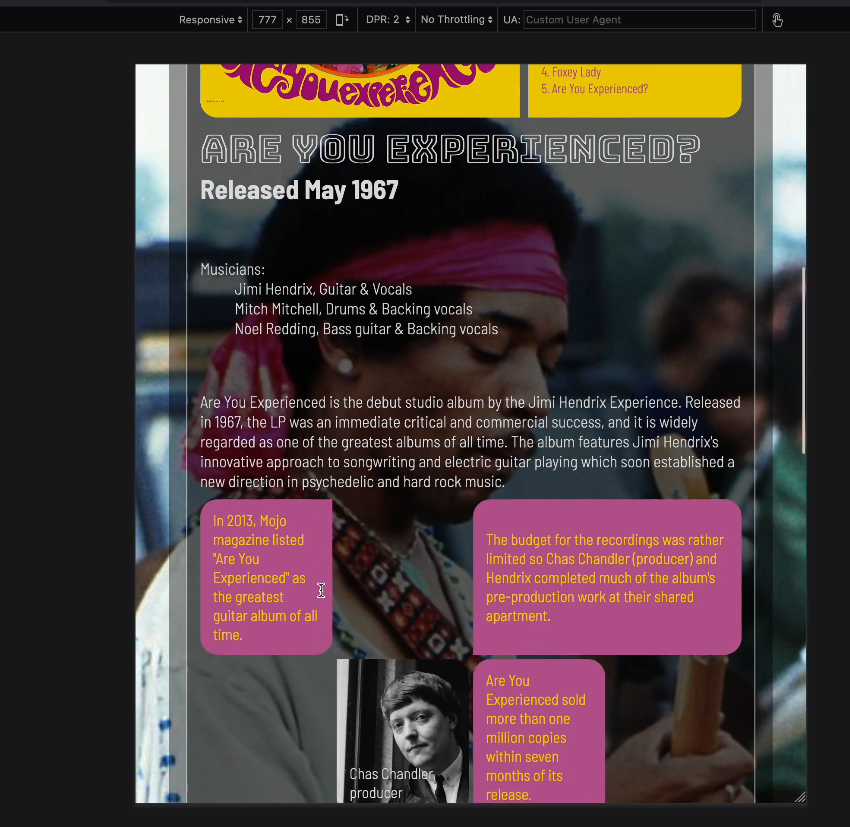 Responsive 777 × 855 DPR: 2 No Throttling UA: Custom User Agent
4. Foxey Lady
5. Are You Experienced?
ARE YOU EXPERIENCED?
Released May 1967
Musicians:
Jimi Hendrix, Guitar & Vocals
Mitch Mitchell, Drums & Backing vocals
Noel Redding, Bass guitar & Backing vocals
Are You Experienced is the debut studio album by the Jimi Hendrix Experience. Released
in 1967, the LP was an immediate critical and commercial success, and it is widely
regarded as one of the greatest albums of all time. The album features Jimi Hendrix's
innovative approach to songwriting and electric guitar playing which soon established a
new direction in psychedelic and hard rock music.
In 2013, Mojo
magazine listed
"Are You
Experienced" as
the greatest
guitar album of all
time.
The budget for the recordings was rather
limited so Chas Chandler (producer) and
Hendrix completed much of the album's
pre-production work at their shared
apartment.
Chas Chandler,
producer
Are You
Experienced sold
more than one
million copies
within seven
months of its
release.